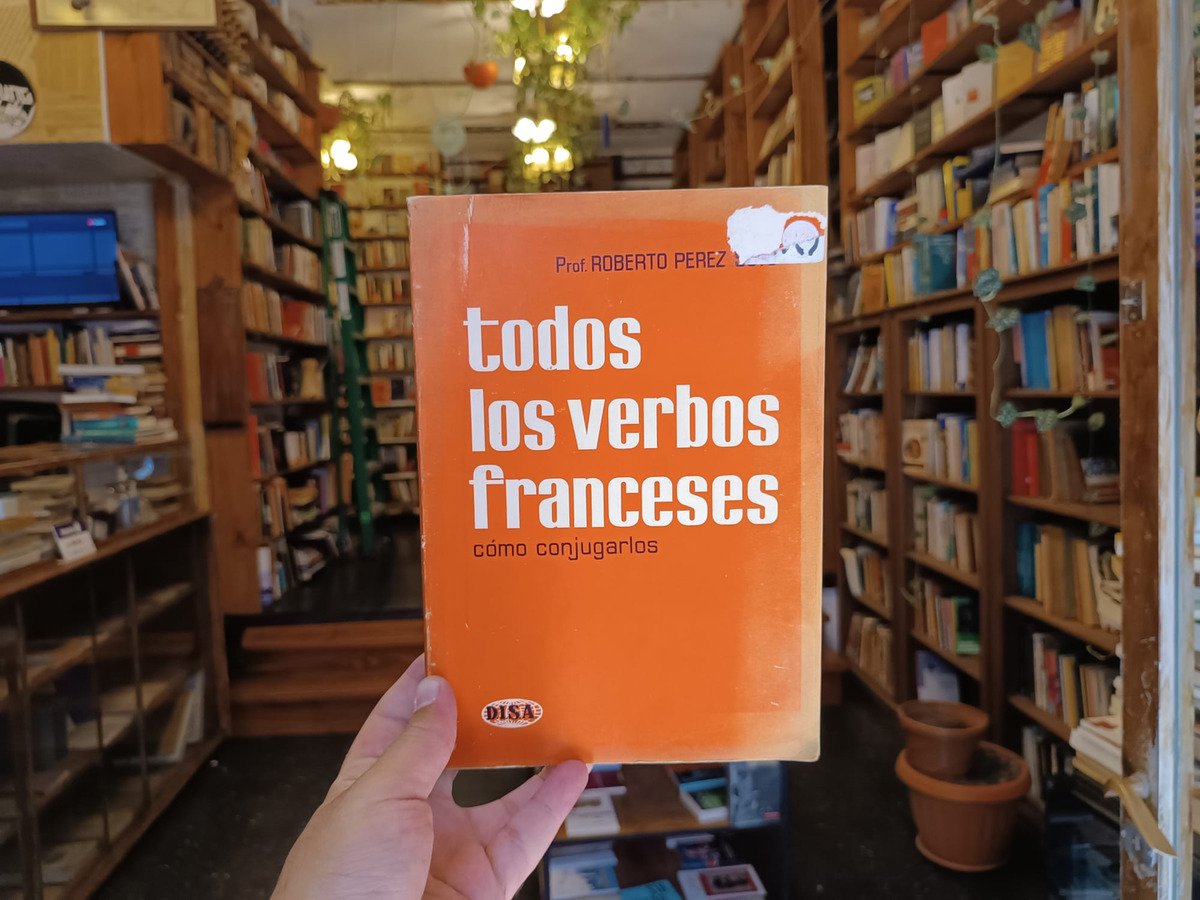 Prof. ROBERTO PEREZ
todos
los verbos
franceses
cómo conjugarlos
DISA